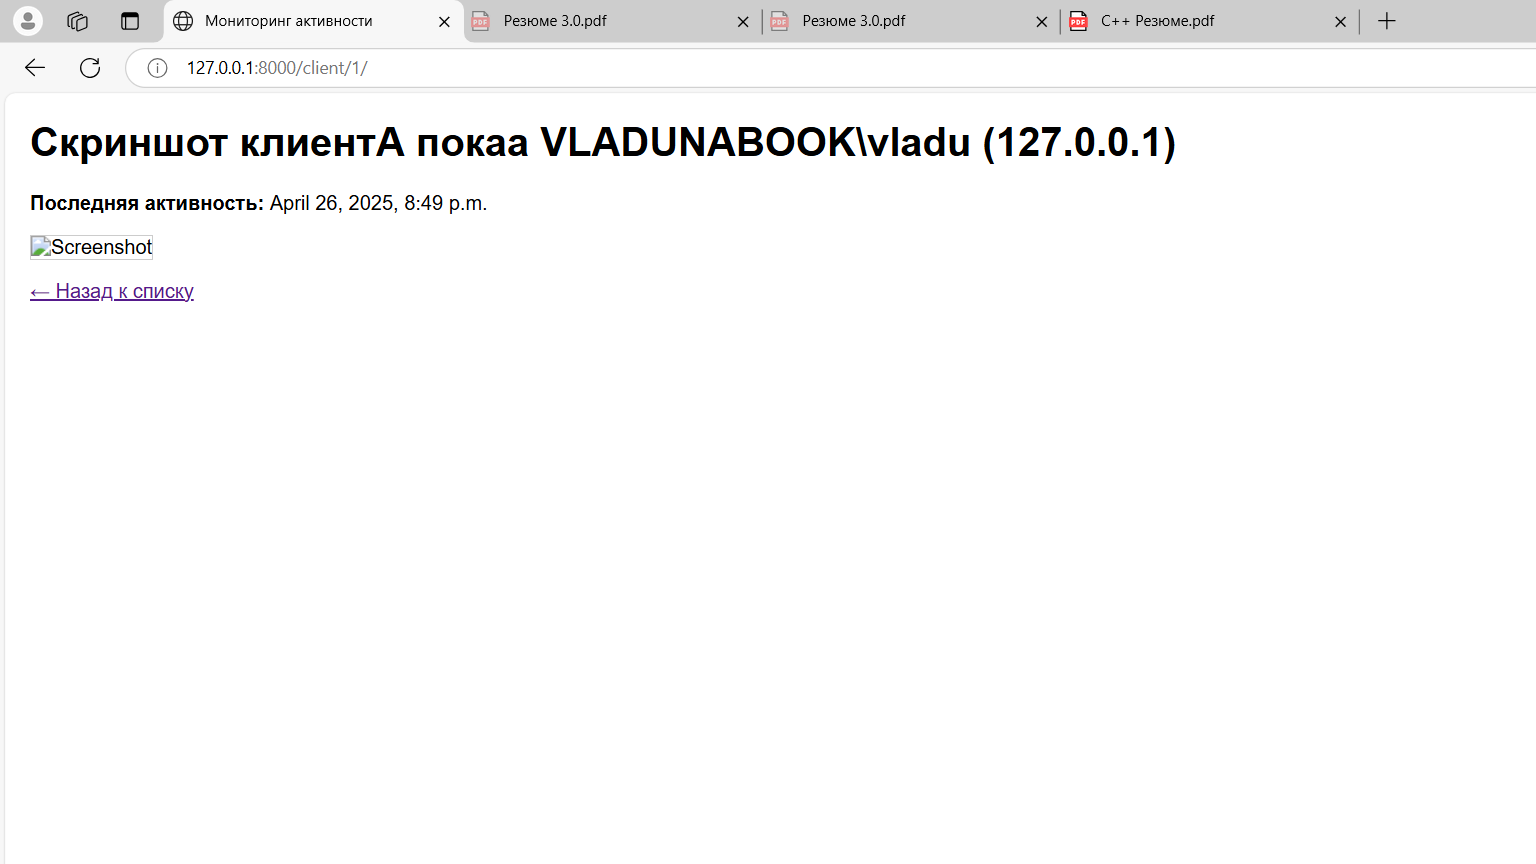 Мониторинг активности
Резюме 3.0.pdf
Резюме 3.0.pdf
C++ Резюме.pdf
127.0.0.1:8000/client/1/
Скриншот клиентА покаа VLADUNABOOK\vladu (127.0.0.1)
Последняя активность: April 26, 2025, 8:49 p.m.
Screenshot
← Назад к списку